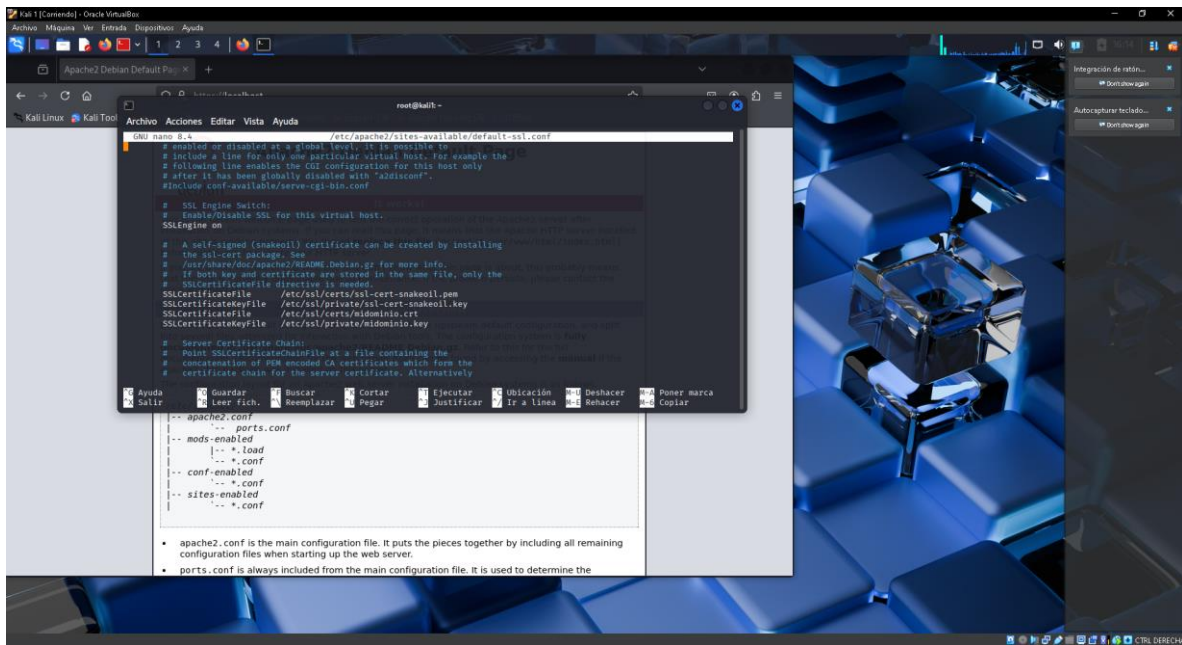 Kali 1 [Corriendo] - Oracle VirtualBox
Archivo Máquina Ver Entrada Dispositivos Ayuda
1 2 3 4
Apache2 Debian Default Pag
Kali Linux Kali Tool
Integración de ratón...
Dont show again
Autocapturar teclado...
Dont show again
root@kali1: ~
Archivo Acciones Editar Vista Ayuda
GNU nano 8.4 /etc/apache2/sites-available/default-ssl.conf
# enabled or disabled at a global level, it is possible to
# include a line for only one particular virtual host. For example the
# following line enables the CGI configuration for this host only
# after it has been globally disabled with "a2disconf".
#Include conf-available/serve-cgi-bin.conf
# SSL Engine Switch:
# Enable/Disable SSL for this virtual host.
SSLEngine on
# A self-signed (snakeoil) certificate can be created by installing
# the ssl-cert package. See
# /usr/share/doc/apache2/README.Debian.gz for more info.
# If both key and certificate are stored in the same file, only the
# SSLCertificateFile directive is needed.
SSLCertificateFile /etc/ssl/certs/ssl-cert-snakeoil.pem
SSLCertificateKeyFile /etc/ssl/private/ssl-cert-snakeoil.key
SSLCertificateFile /etc/ssl/certs/midominio.crt
SSLCertificateKeyFile /etc/ssl/private/midominio.key
# Server Certificate Chain:
# Point SSLCertificateChainFile at a file containing the
# concatenation of PEM encoded CA certificates which form the
# certificate chain for the server certificate. Alternatively
^G Ayuda ^O Guardar ^F Buscar ^K Cortar ^T Ejecutar ^C Ubicación M-U Deshacer M-A Poner marca
^X Salir ^R Leer fich. ^\ Reemplazar ^U Pegar ^J Justificar ^/ Ir a línea M-E Rehacer M-6 Copiar
|-- apache2.conf
| `-- ports.conf
|-- mods-enabled
| |-- *.load
| `-- *.conf
|-- conf-enabled
| `-- *.conf
|-- sites-enabled
| `-- *.conf
• apache2.conf is the main configuration file. It puts the pieces together by including all remaining
configuration files when starting up the web server.
• ports.conf is always included from the main configuration file. It is used to determine the
CTRL DERECHA